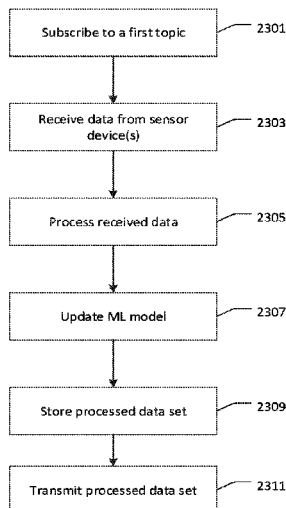 Subscribe to a first topic
2301
Receive data from sensor
device(s)
2303
Process received data
2305
Update ML model
2307
Store processed data set
2309
Transmit processed data set
2311